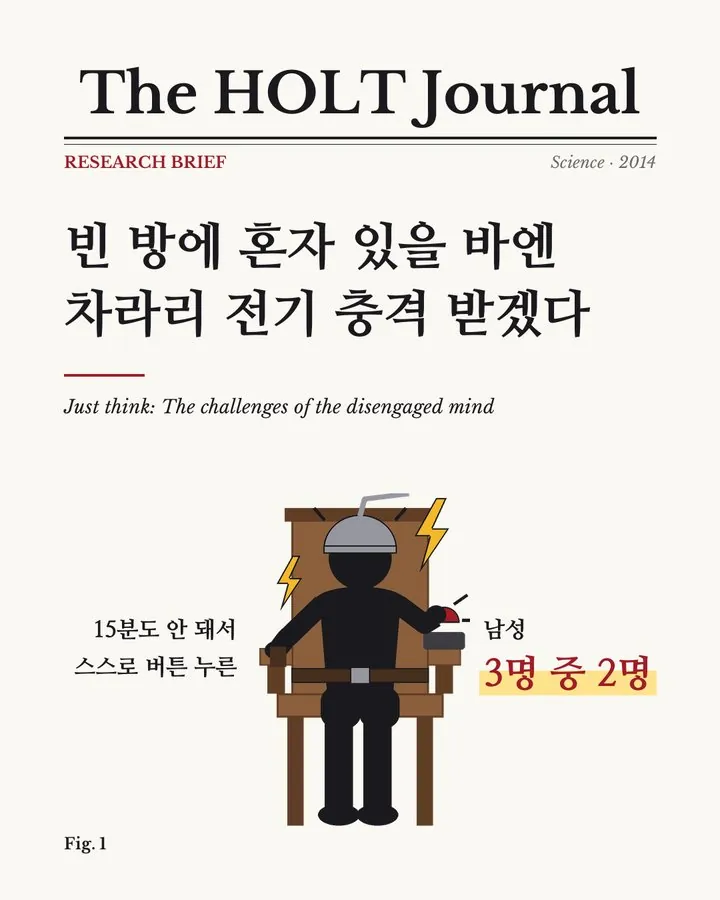 The HOLT Journal
RESEARCH BRIEF
Science · 2014
빈 방에 혼자 있을 바엔
차라리 전기 충격 받겠다
Just think: The challenges of the disengaged mind
15분도 안 돼서
스스로 버튼 누른
남성
3명 중 2명
Fig. 1